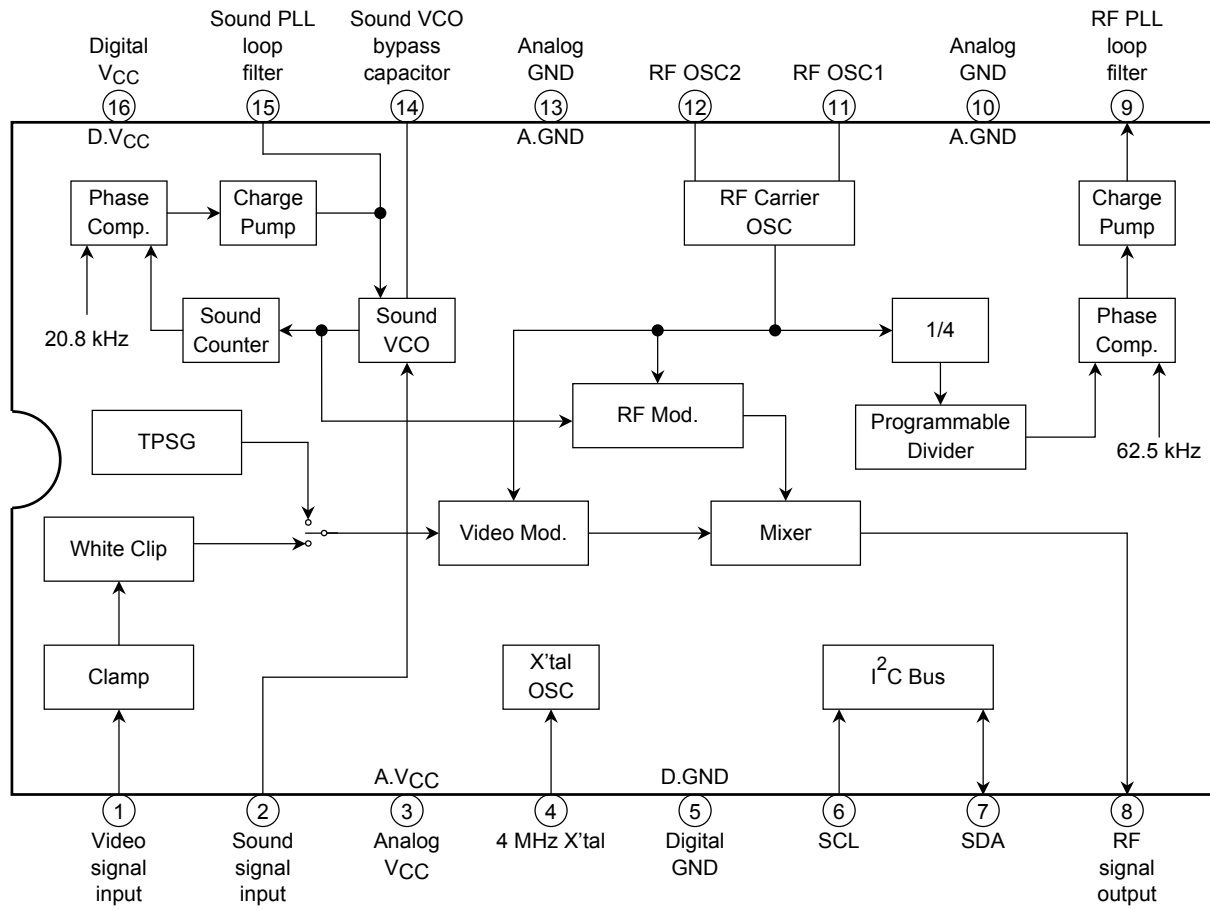 Digital
VCC
Sound PLL
loop
filter
Sound VCO
bypass
capacitor
Analog
GND
RF OSC2
RF OSC1
Analog
GND
RF PLL
loop
filter
16
15
14
13
12
11
10
9
D.VCC
A.GND
A.GND
Phase
Comp.
Charge
Pump
RF Carrier
OSC
Charge
Pump
20.8 kHz
Sound
Counter
Sound
VCO
1/4
Phase
Comp.
TPSG
RF Mod.
Programmable
Divider
62.5 kHz
White Clip
Video Mod.
Mixer
Clamp
X'tal
OSC
I2C Bus
A.VCC
D.GND
1
2
3
4
5
6
7
8
Video
signal
input
Sound
signal
input
Analog
VCC
4 MHz X'tal
Digital
GND
SCL
SDA
RF
signal
output